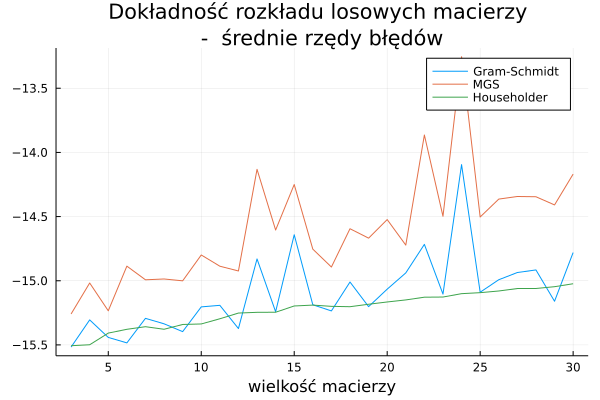 Dokładność rozkładu losowych macierzy
- średnie rzędy błędów
Gram-Schmidt
MGS
Householder
−13.5
−14.0
−14.5
−15.0
−15.5
5 10 15 20 25 30
wielkość macierzy